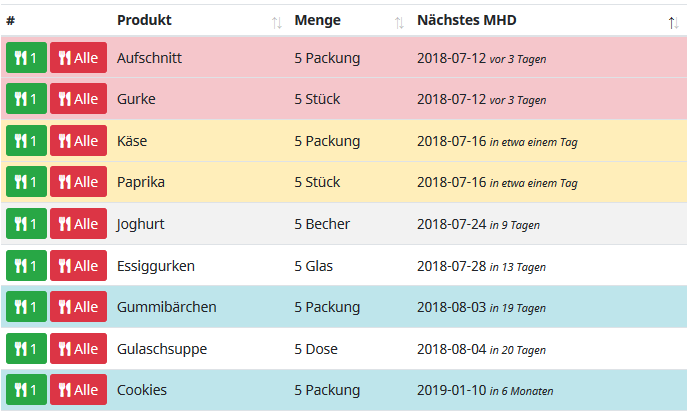 # Produkt Menge Nächstes MHD
1 Alle Aufschnitt 5 Packung 2018-07-12 vor 3 Tagen
1 Alle Gurke 5 Stück 2018-07-12 vor 3 Tagen
1 Alle Käse 5 Packung 2018-07-16 in etwa einem Tag
1 Alle Paprika 5 Stück 2018-07-16 in etwa einem Tag
1 Alle Joghurt 5 Becher 2018-07-24 in 9 Tagen
1 Alle Essiggurken 5 Glas 2018-07-28 in 13 Tagen
1 Alle Gummibärchen 5 Packung 2018-08-03 in 19 Tagen
1 Alle Gulaschsuppe 5 Dose 2018-08-04 in 20 Tagen
1 Alle Cookies 5 Packung 2019-01-10 in 6 Monaten